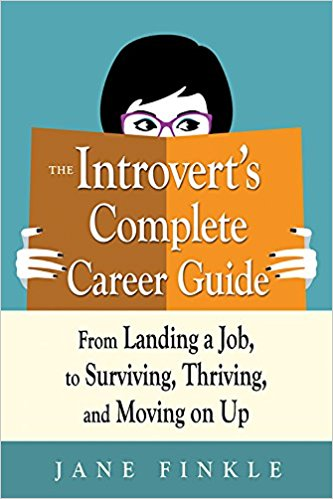 THE Introvert's
Complete
Career Guide
From Landing a Job,
to Surviving, Thriving,
and Moving on Up
JANE FINKLE